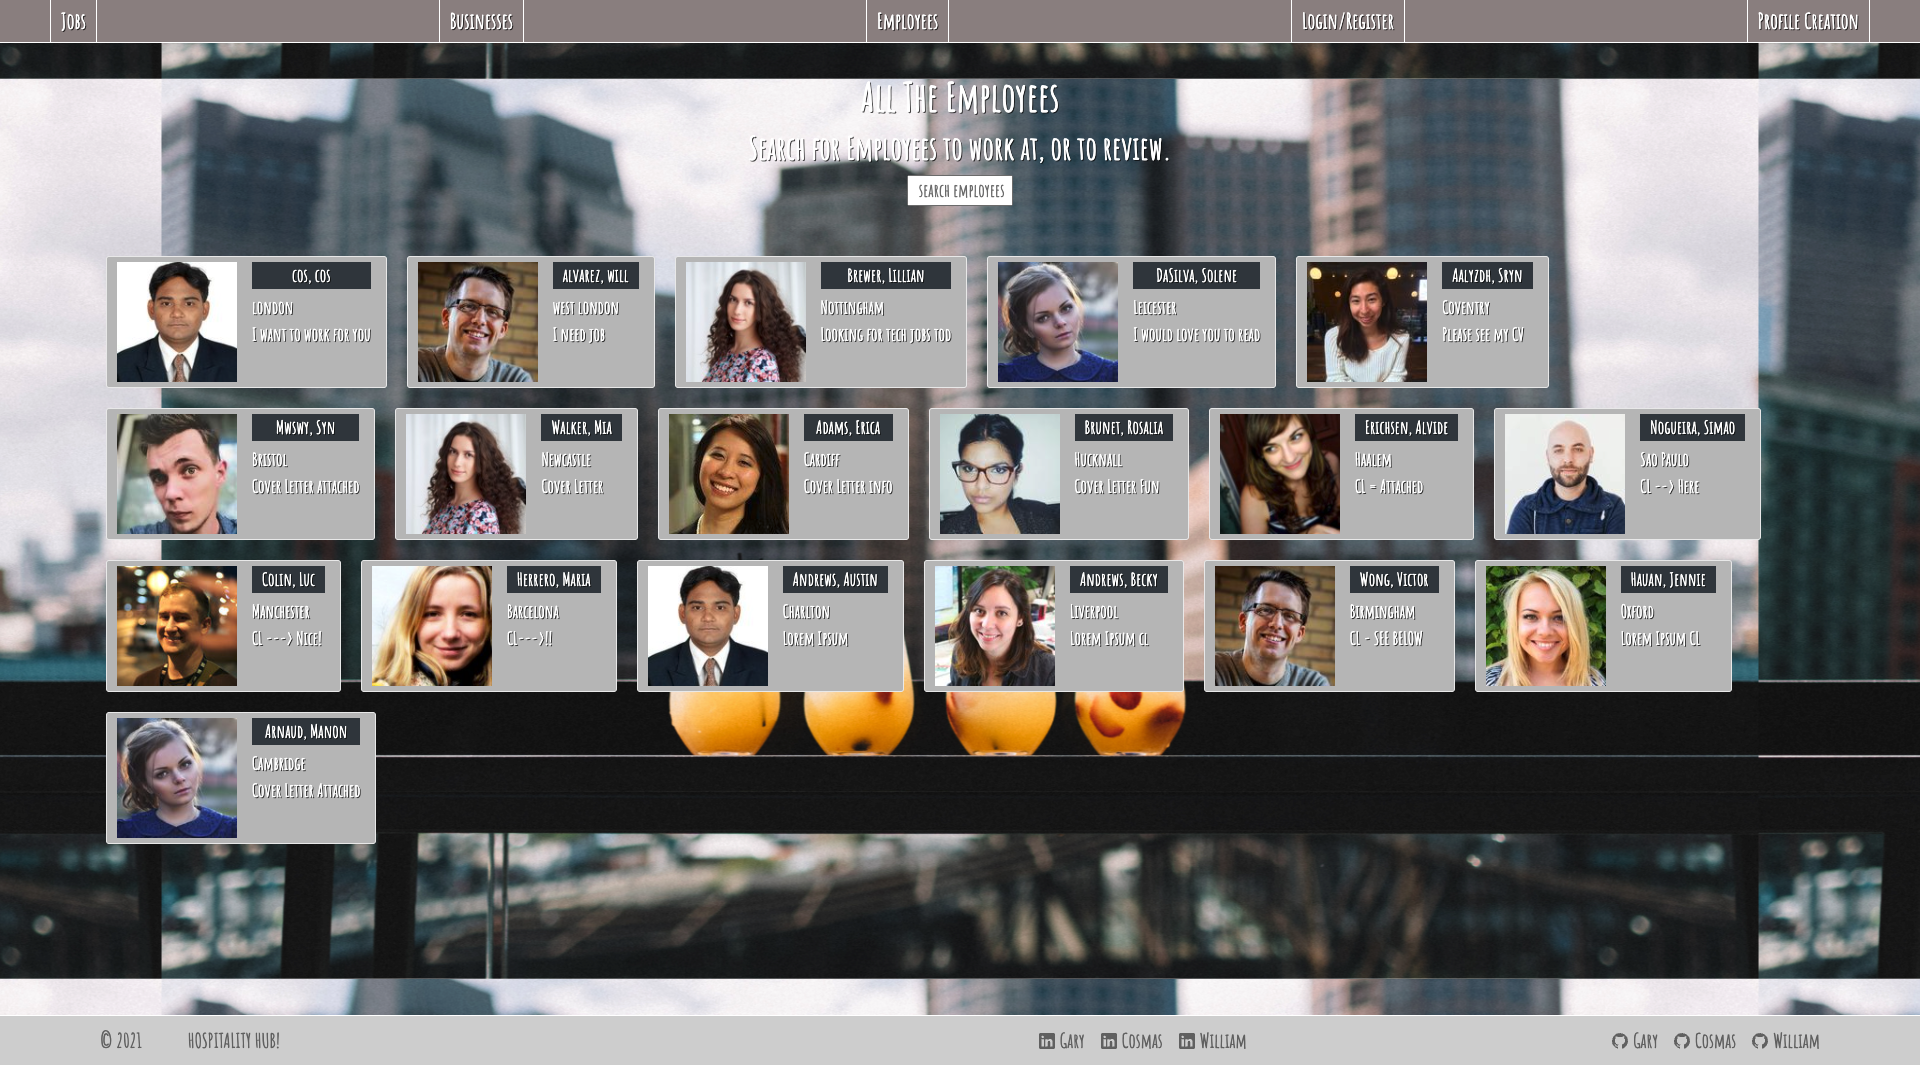 Jobs
Businesses
Employees
Login/Register
Profile Creation
All The Employees
Search for Employees to work at, or to review.
search employees
cos, cos
london
I want to work for you
alvarez, will
west london
i need job
Brewer, Lillian
Nottingham
Looking for tech jobs tod
DaSilva, Solene
Leicester
I would love you to read
Aalyzdh, Sryn
Coventry
Please see my CV
Mwswy, Syn
Bristol
Cover Letter attached
Walker, Mia
Newcastle
Cover Letter
Adams, Erica
Cardiff
Cover Letter info
Brunet, Rosalia
Hucknall
Cover Letter Fun
Erichsen, Alvide
Haalem
CL = Attached
Nogueira, Simao
Sao Paulo
CL --> Here
Colin, Luc
Manchester
CL ---> Nice!
Herrero, Maria
Barcelona
CL--->!!
Andrews, Austin
Charlton
Lorem Ipsum
Andrews, Becky
Liverpool
Lorem Ipsum cl
Wong, Victor
Birmingham
CL - SEE BELOW
Hauan, Jennie
Oxford
Lorem Ipsum CL
Arnaud, Manon
Cambridge
Cover Letter Attached
© 2021 HOSPITALITY HUB!
Gary Cosmas William
Gary Cosmas William